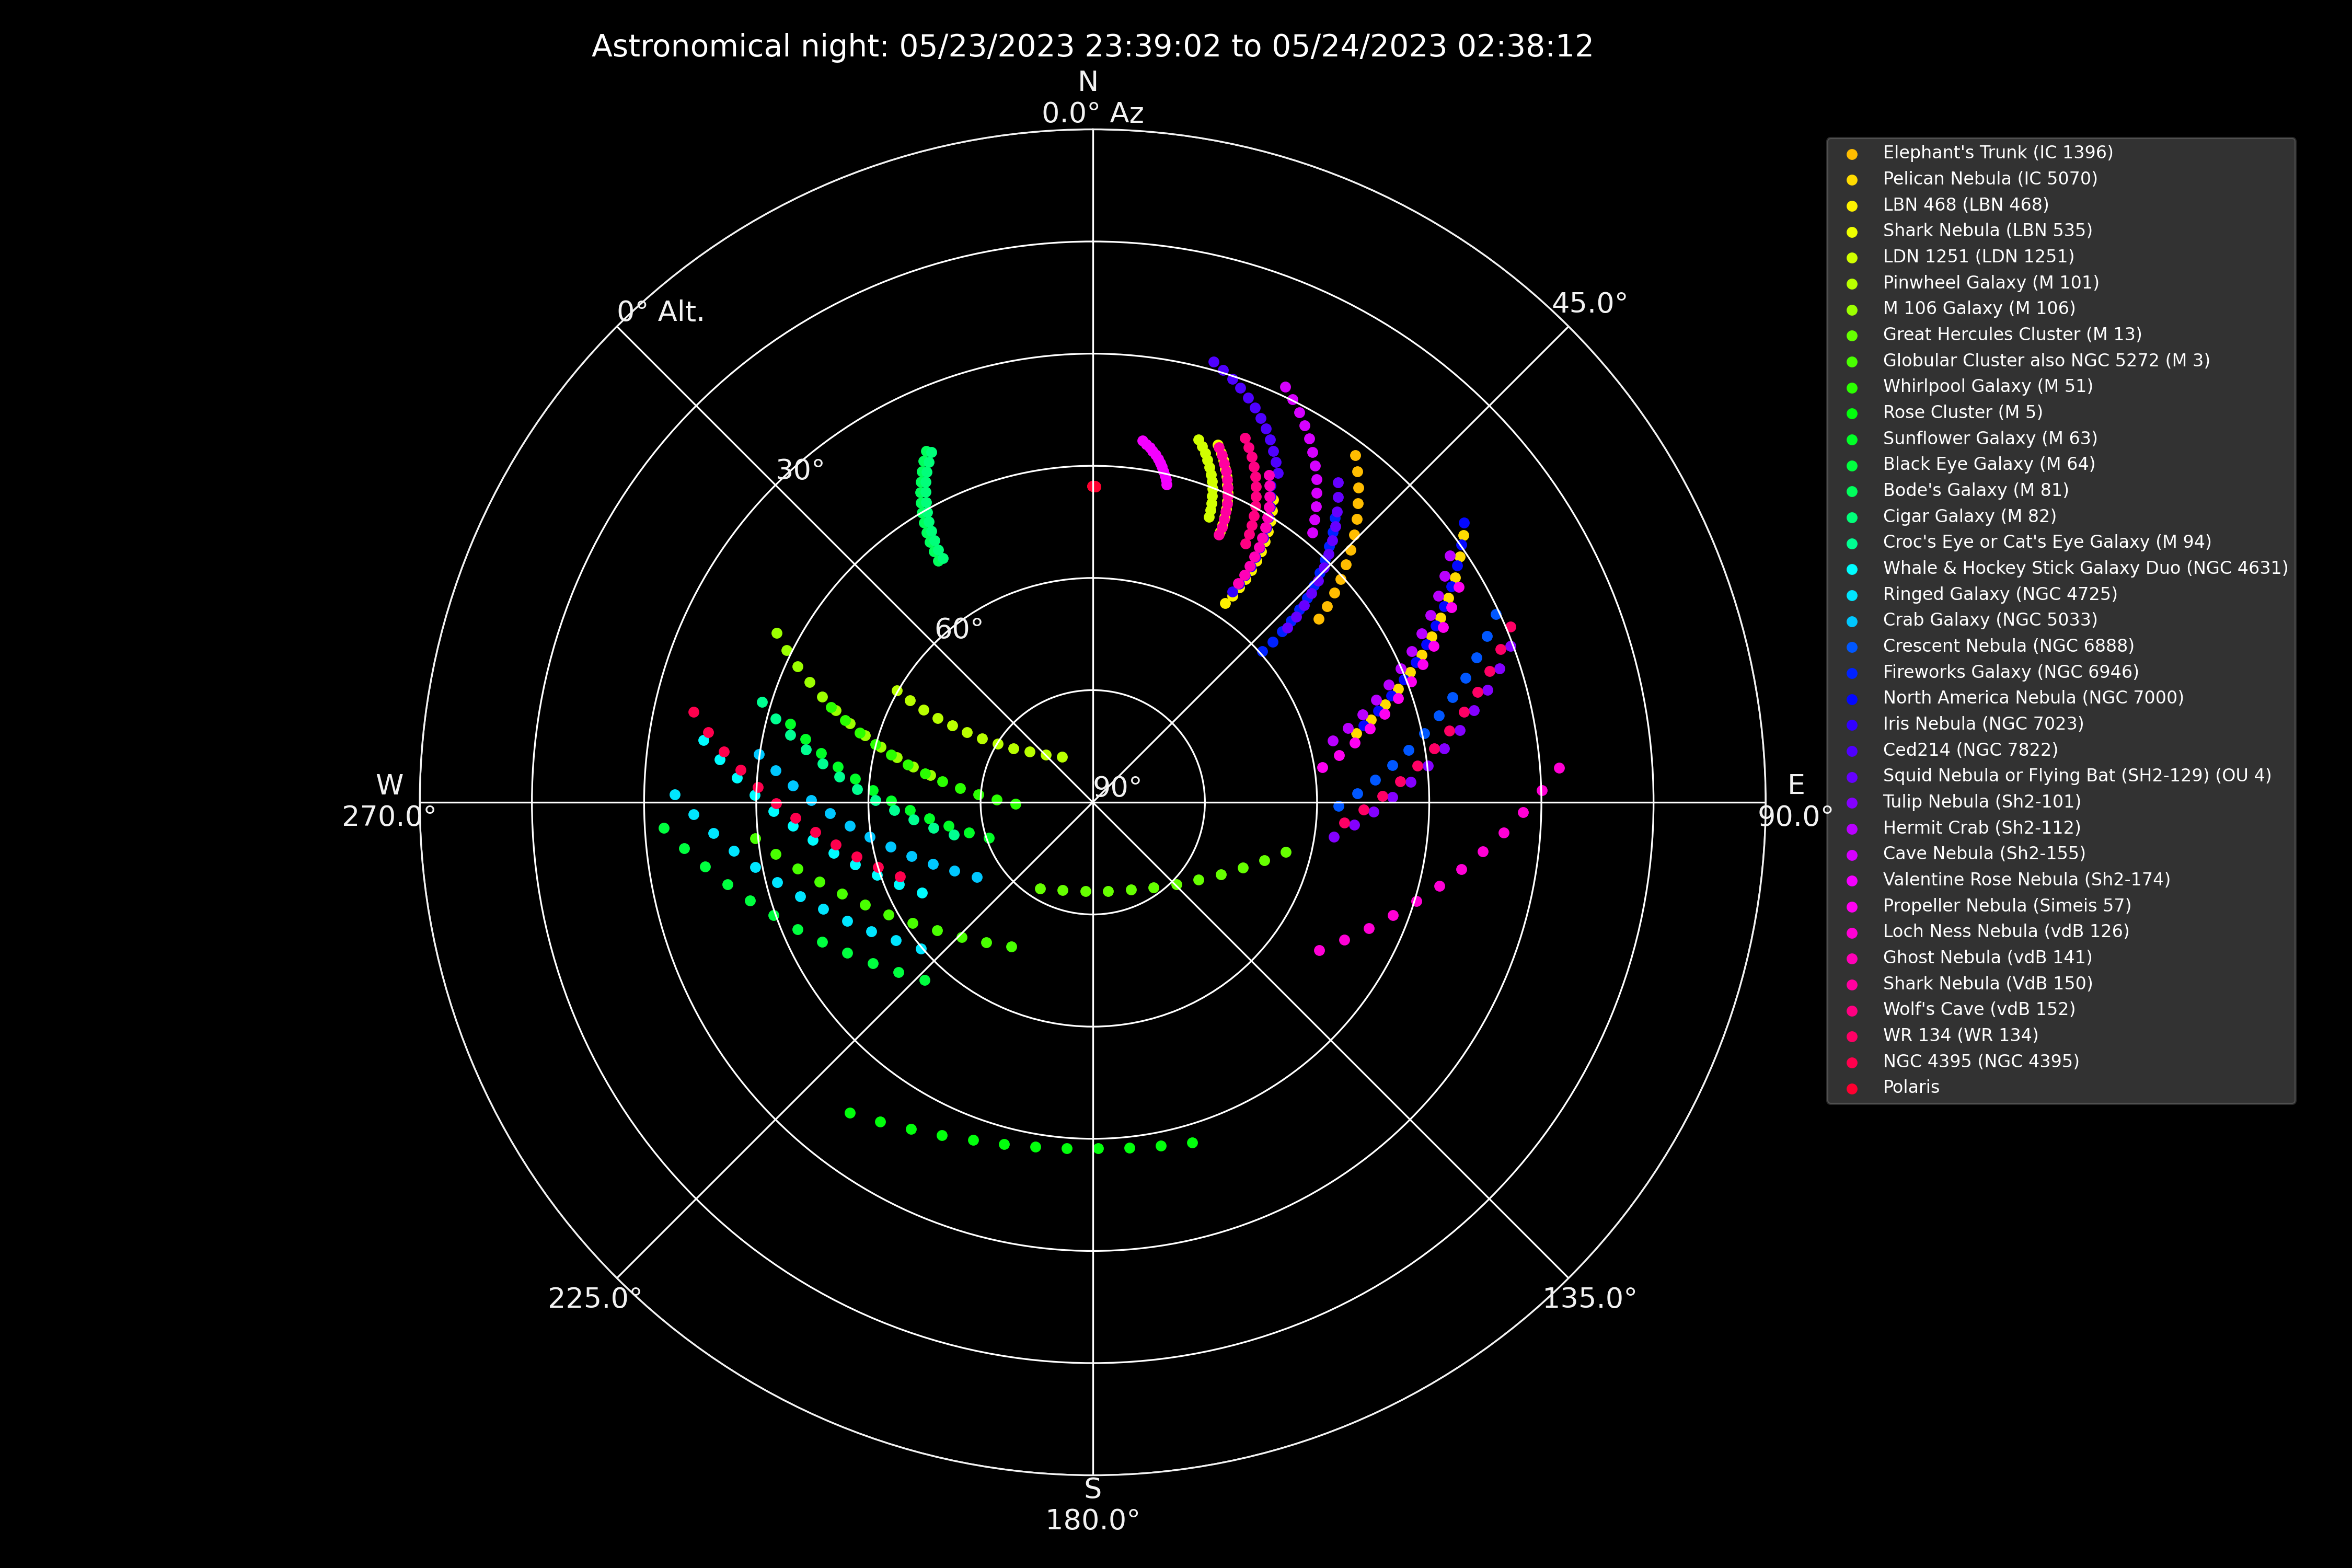 Astronomical night: 05/23/2023 23:39:02 to 05/24/2023 02:38:12
N
0.0° Az
45.0°
0° Alt.
30°
60°
90°
W
270.0°
E
90.0°
225.0°
135.0°
S
180.0°
Elephant's Trunk (IC 1396)
Pelican Nebula (IC 5070)
LBN 468 (LBN 468)
Shark Nebula (LBN 535)
LDN 1251 (LDN 1251)
Pinwheel Galaxy (M 101)
M 106 Galaxy (M 106)
Great Hercules Cluster (M 13)
Globular Cluster also NGC 5272 (M 3)
Whirlpool Galaxy (M 51)
Rose Cluster (M 5)
Sunflower Galaxy (M 63)
Black Eye Galaxy (M 64)
Bode's Galaxy (M 81)
Cigar Galaxy (M 82)
Croc's Eye or Cat's Eye Galaxy (M 94)
Whale & Hockey Stick Galaxy Duo (NGC 4631)
Ringed Galaxy (NGC 4725)
Crab Galaxy (NGC 5033)
Crescent Nebula (NGC 6888)
Fireworks Galaxy (NGC 6946)
North America Nebula (NGC 7000)
Iris Nebula (NGC 7023)
Ced214 (NGC 7822)
Squid Nebula or Flying Bat (SH2-129) (OU 4)
Tulip Nebula (Sh2-101)
Hermit Crab (Sh2-112)
Cave Nebula (Sh2-155)
Valentine Rose Nebula (Sh2-174)
Propeller Nebula (Simeis 57)
Loch Ness Nebula (vdB 126)
Ghost Nebula (vdB 141)
Shark Nebula (VdB 150)
Wolf's Cave (vdB 152)
WR 134 (WR 134)
NGC 4395 (NGC 4395)
Polaris